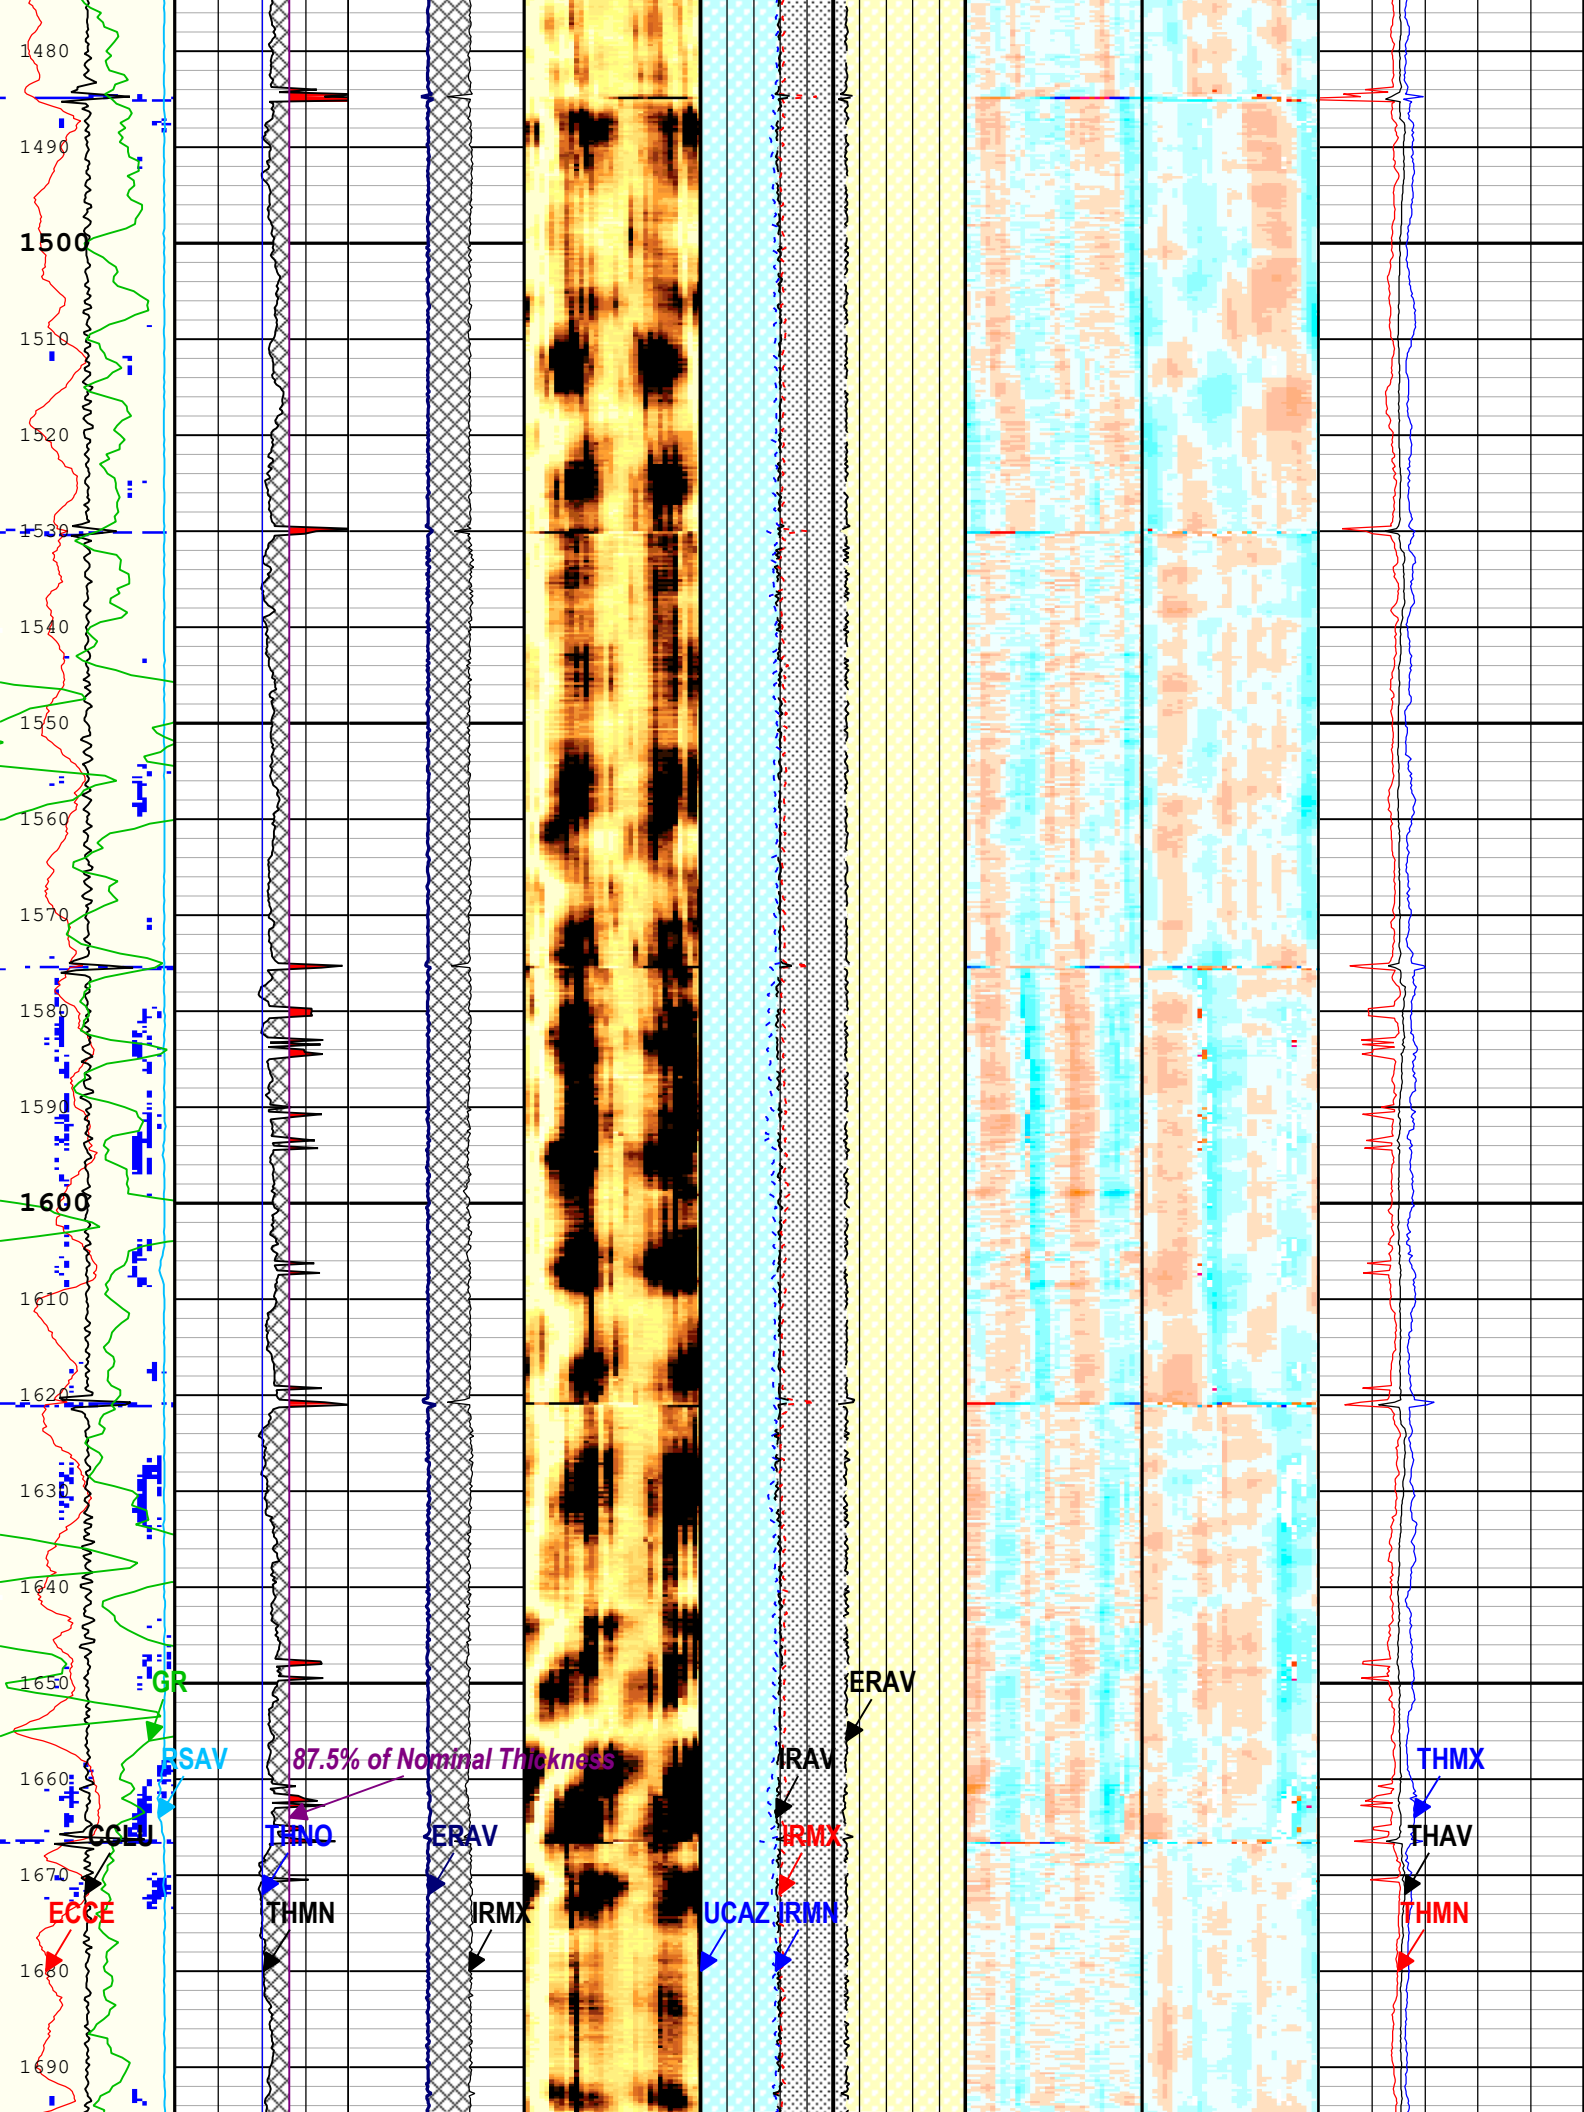 1480
1490
1500
1510
1520
1530
1540
1550
1560
1570
1580
1590
1600
1610
1620
1630
1640
1650
GR
ERAV
RSAV
87.5% of Nominal Thickness
IRAV
THMX
1660
CCLU
THNO
ERAV
IRMX
THAV
1670
ECCE
THMN
IRMX
UCAZ
IRMN
THMN
1680
1690